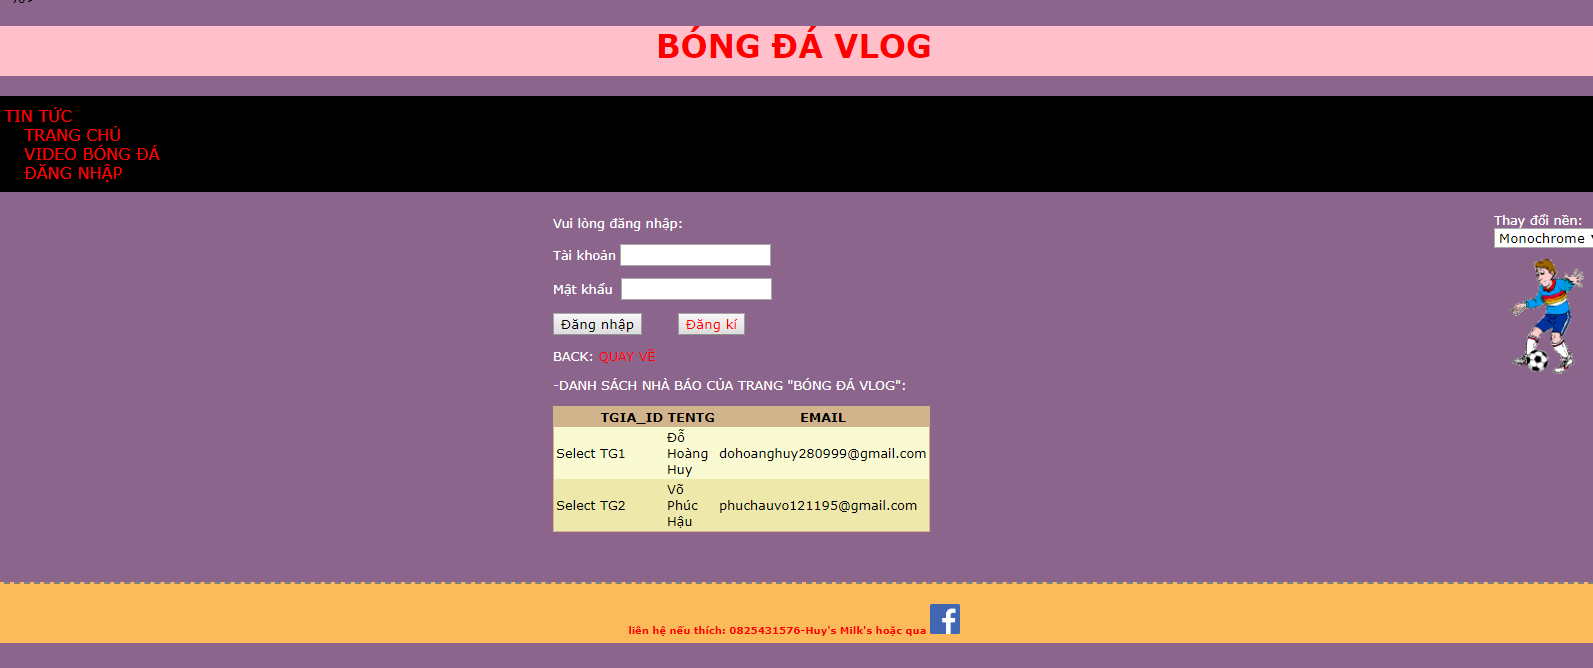 BÓNG ĐÁ VLOG
TIN TỨC
TRANG CHỦ
VIDEO BÓNG ĐÁ
ĐĂNG NHẬP
Vui lòng đăng nhập:
Thay đổi nền:
Monochrome
Tài khoản
Mật khẩu
Đăng nhập Đăng kí
BACK: QUAY VỀ
-DANH SÁCH NHÀ BÁO CỦA TRANG "BÓNG ĐÁ VLOG":
TGIA_ID TENTG EMAIL
Select TG1 Đỗ Hoàng Huy dohoanghuy280999@gmail.com
Select TG2 Võ Phúc Hậu phuchauvo121195@gmail.com
liên hệ nếu thích: 0825431576-Huy's Milk's hoặc qua